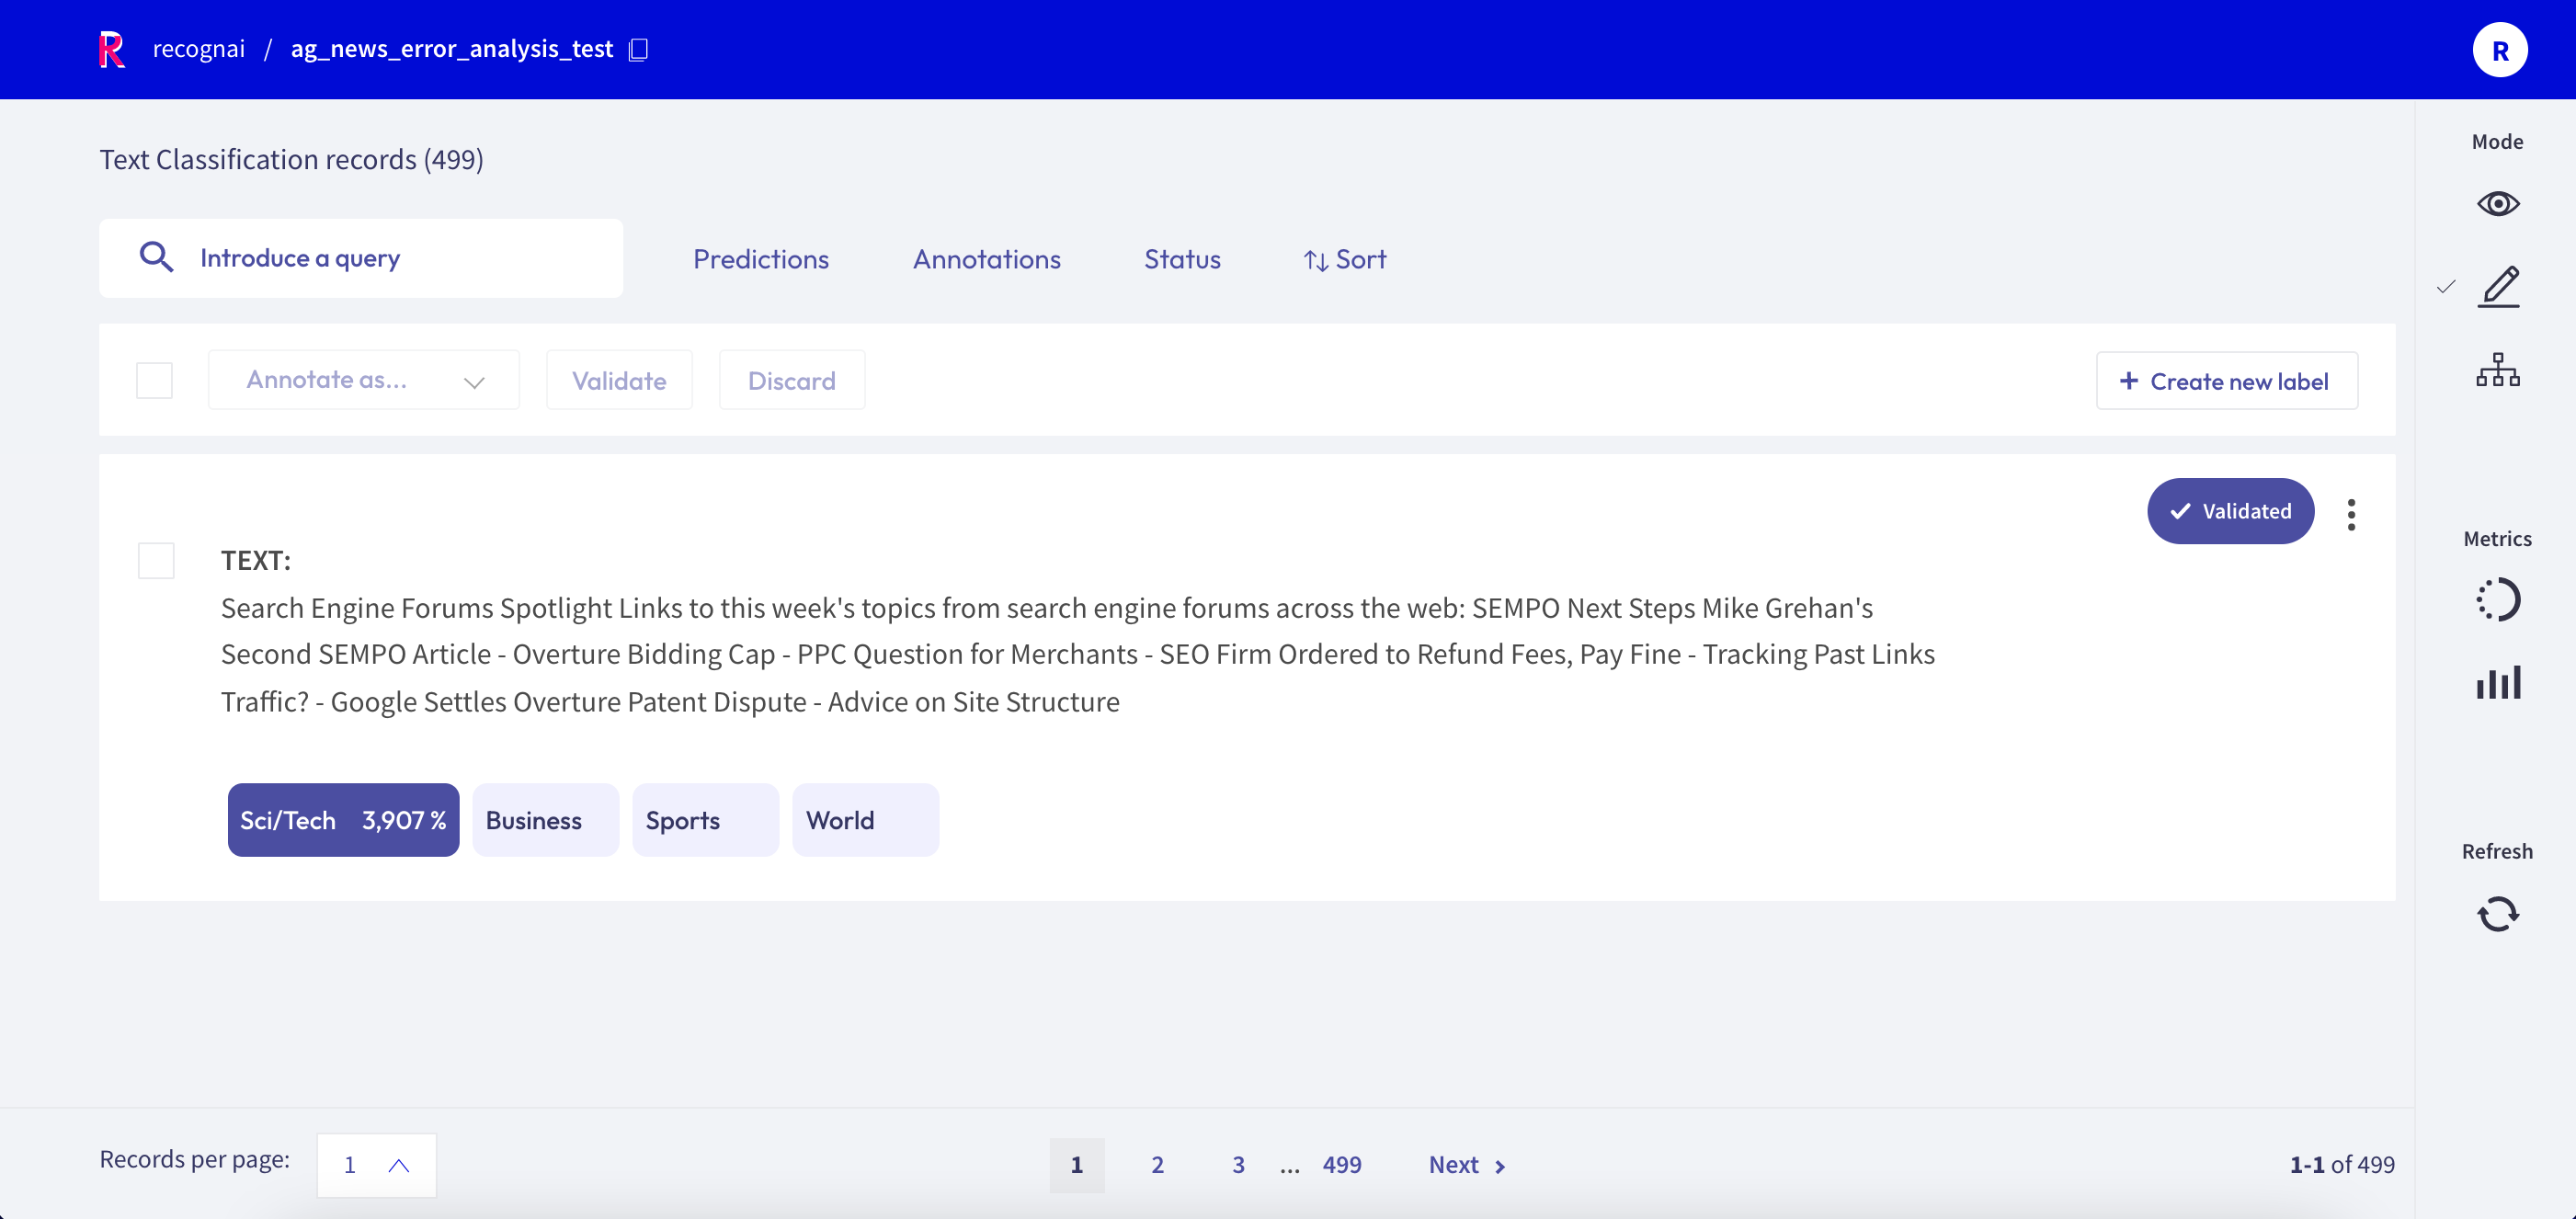 recognai / ag_news_error_analysis_test
R
Text Classification records (499)
Mode
Introduce a query
Predictions
Annotations
Status
Sort
Annotate as...
Validate
Discard
+ Create new label
Validated
Metrics
TEXT:
Search Engine Forums Spotlight Links to this week's topics from search engine forums across the web: SEMPO Next Steps Mike Grehan's
Second SEMPO Article - Overture Bidding Cap - PPC Question for Merchants - SEO Firm Ordered to Refund Fees, Pay Fine - Tracking Past Links
Traffic? - Google Settles Overture Patent Dispute - Advice on Site Structure
Sci/Tech 3,907 %
Business
Sports
World
Refresh
Records per page: 1
1 2 3 ... 499 Next
1-1 of 499